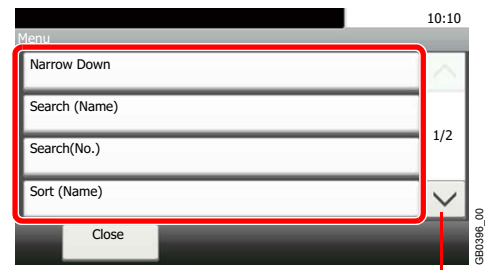 10:10
Menu
Narrow Down
Search (Name)
Search(No.)
1/2
Sort (Name)
Close
GB0396_00